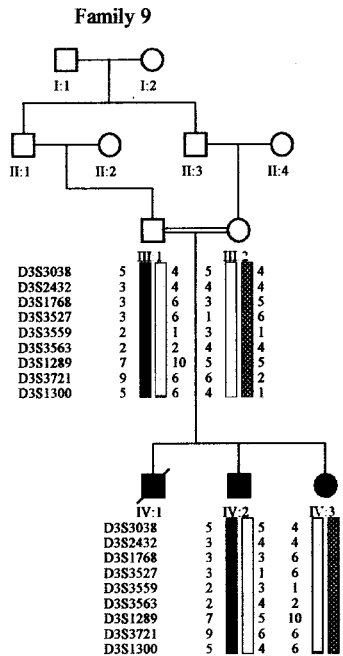 Family 9
I:1 I:2
II:1 II:2 II:3 II:4
III:1 III:2
D3S3038 5 4 5 4
D3S2432 3 4 4 4
D3S1768 3 6 3 5
D3S3527 3 6 1 6
D3S3559 2 1 3 1
D3S3563 2 2 4 4
D3S1289 7 10 5 5
D3S3721 9 6 6 2
D3S1300 5 6 4 1
IV:1 IV:2 IV:3
D3S3038 5 5 4
D3S2432 3 4 4
D3S1768 3 3 6
D3S3527 3 1 6
D3S3559 2 3 1
D3S3563 2 4 2
D3S1289 7 5 10
D3S3721 9 6 6
D3S1300 5 4 6